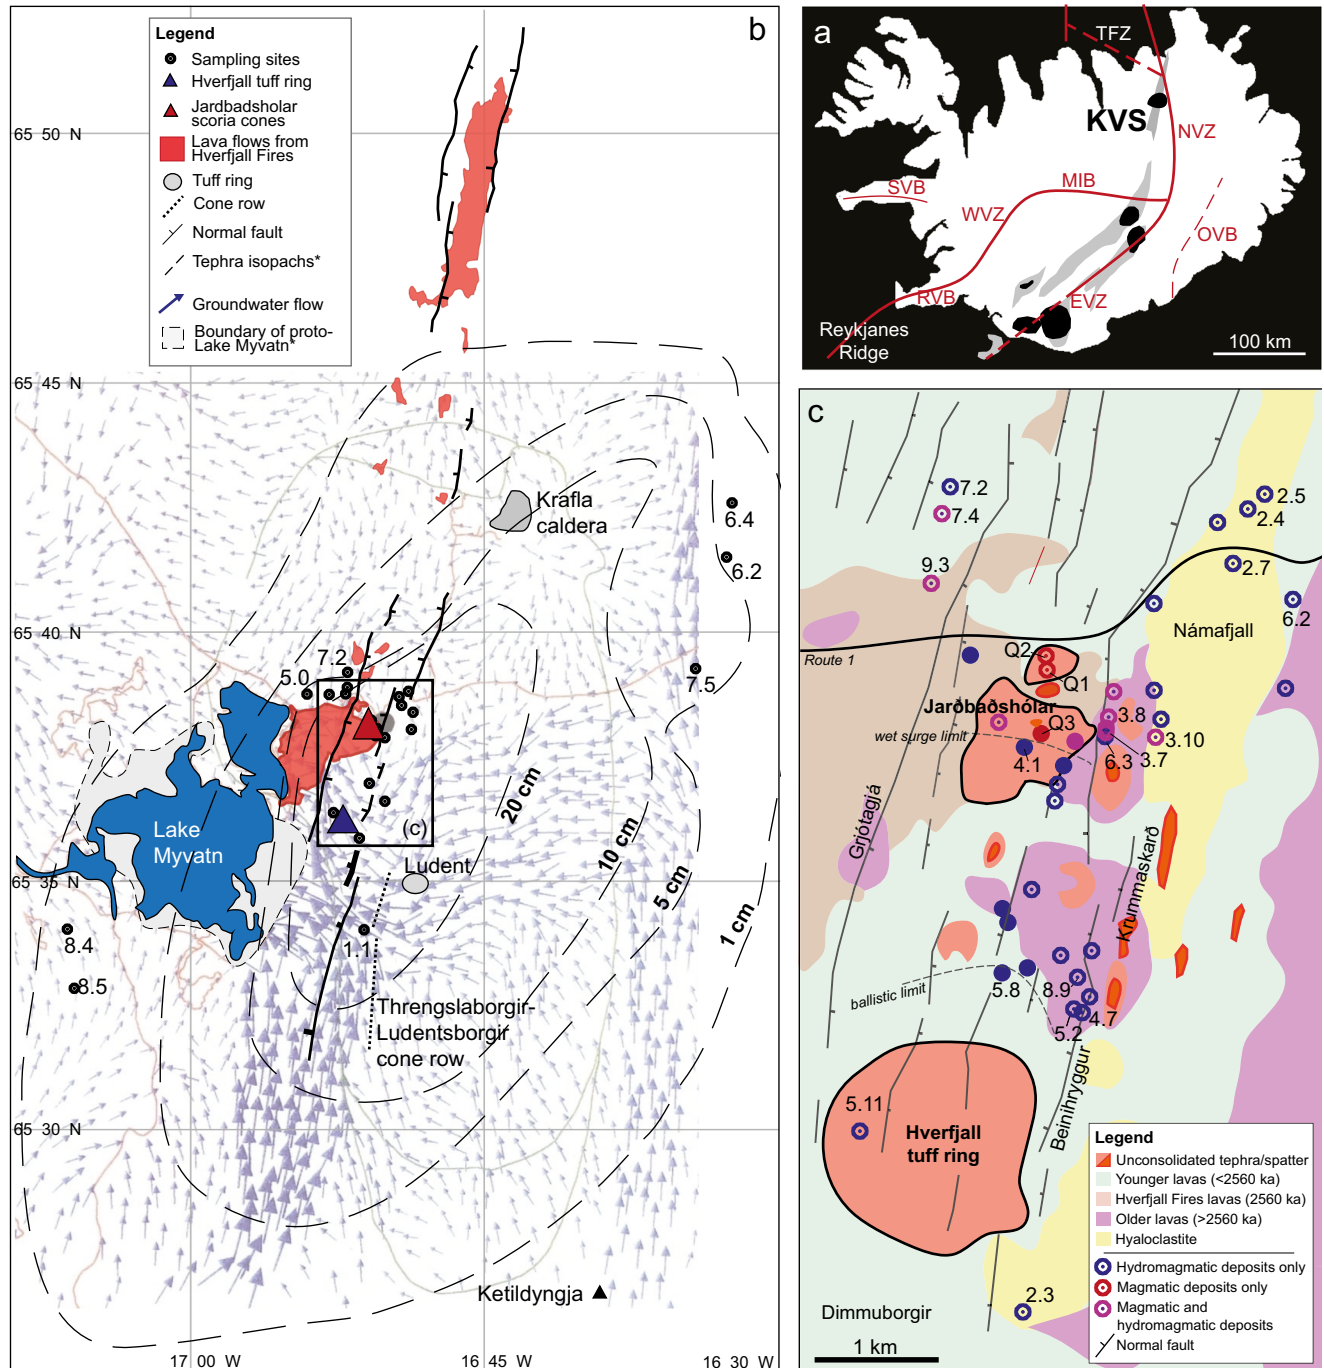 b
Legend
Sampling sites
Hverfjall tuff ring
Jardbadsholar
scoria cones
Lava flows from
Hverfjall Fires
Tuff ring
Cone row
Normal fault
Tephra isopachs*
Groundwater flow
Boundary of proto-
Lake Myvatn*
65 50 N
65 45 N
65 40 N
65 35 N
65 30 N
17 00 W
16 45 W
16 30 W
Krafla
caldera
6.4
6.2
7.2
5.0
7.5
20 cm
10 cm
5 cm
1 cm
(c)
Lake
Myvatn
Ludent
8.4
8.5
1.1
Threngslaborgir-
Ludentsborgir
cone row
Ketildyngja
a
TFZ
KVS
NVZ
SVB
MIB
WVZ
OVB
RVB
EVZ
Reykjanes
Ridge
100 km
c
7.2
7.4
2.5
2.4
9.3
2.7
6.2
Námafjall
Route 1
Q2
Q1
Jarðbaðshólar
Q3
3.8
wet surge limit
3.10
4.1
6.3
3.7
Grjótagjá
Krummaskarð
5.8
8.9
ballistic limit
4.7
5.2
Beinihryggur
5.11
Hverfjall
tuff ring
2.3
Dimmuborgir
1 km
Legend
Unconsolidated tephra/spatter
Younger lavas (<2560 ka)
Hverfjall Fires lavas (2560 ka)
Older lavas (>2560 ka)
Hyaloclastite
Hydromagmatic deposits only
Magmatic deposits only
Magmatic and
hydromagmatic deposits
Normal fault